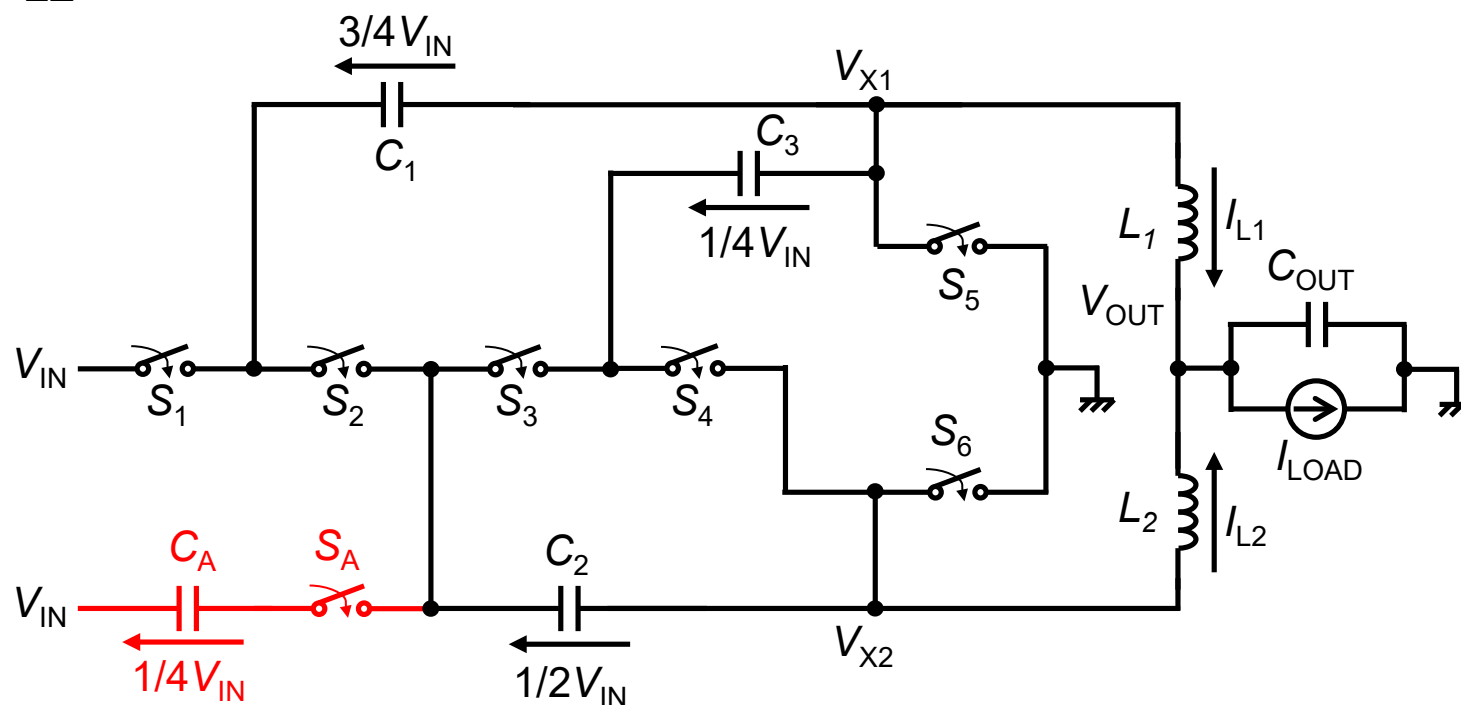 3/4VIN
VX1
C1
C3
1/4VIN
L1
IL1
S5
COUT
VOUT
VIN
S1
S2
S3
S4
S6
ILOAD
L2
IL2
CA
SA
C2
VIN
VX2
1/4VIN
1/2VIN